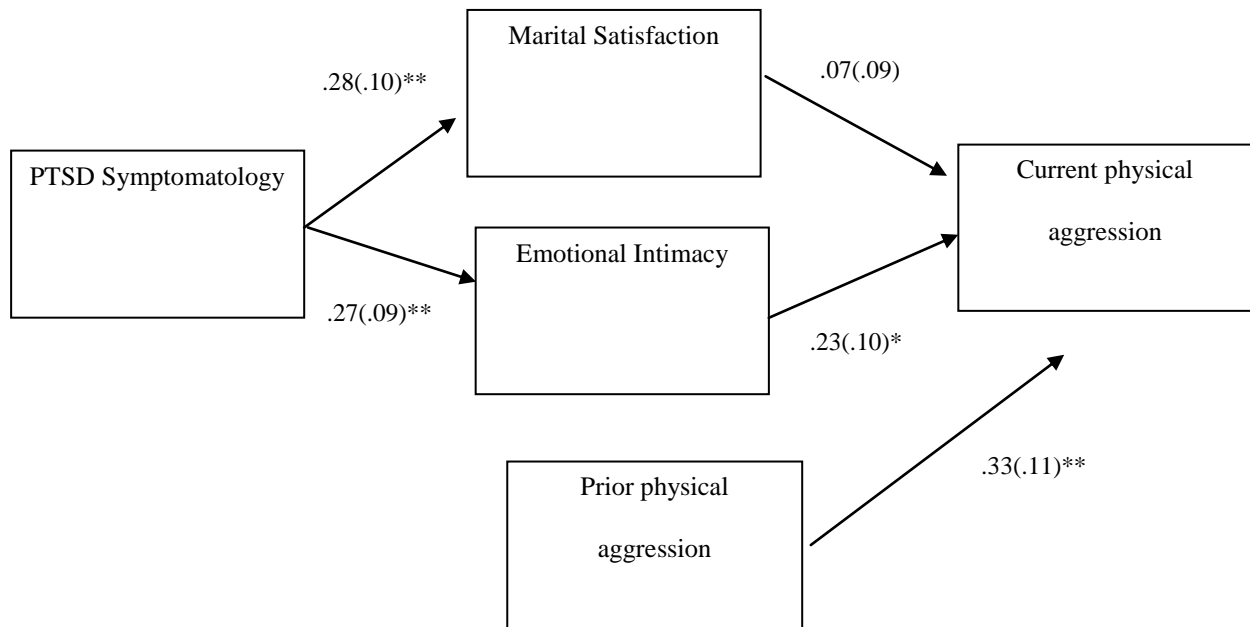 Marital Satisfaction
.28(.10)**
.07(.09)
PTSD Symptomatology
Current physical
aggression
Emotional Intimacy
.27(.09)**
.23(.10)*
Prior physical
aggression
.33(.11)**